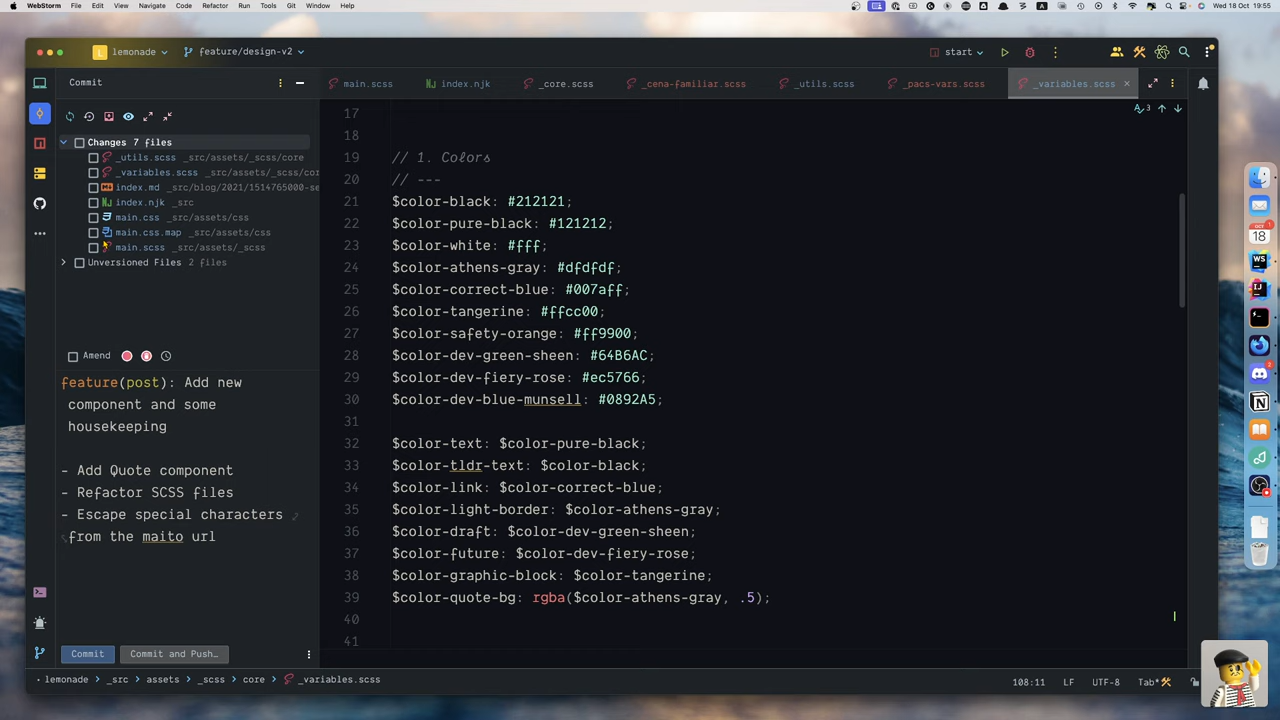 WebStorm File Edit View Navigate Code Refactor Run Tools Git Window Help
Wed 18 Oct 19:55
L lemonade feature/design-v2 start
Commit
main.scss index.njk _core.scss _cena-familiar.scss _utils.scss _pacs-vars.scss _variables.scss ×
3
Changes 7 files
_utils.scss _src/assets/_scss/core
_variables.scss _src/assets/_scss/cor
index.md _src/blog/2021/1514765000-se
index.njk _src
main.css _src/assets/css
main.css.map _src/assets/css
main.scss _src/assets/_scss
Unversioned Files 2 files
Amend
feature(post): Add new
component and some
housekeeping
- Add Quote component
- Refactor SCSS files
- Escape special characters
from the maito url
Commit Commit and Push…
17
18
19 // 1. Colors
20 // ---
21 $color-black: #212121;
22 $color-pure-black: #121212;
23 $color-white: #fff;
24 $color-athens-gray: #dfdfdf;
25 $color-correct-blue: #007aff;
26 $color-tangerine: #ffcc00;
27 $color-safety-orange: #ff9900;
28 $color-dev-green-sheen: #64B6AC;
29 $color-dev-fiery-rose: #ec5766;
30 $color-dev-blue-munsell: #0892A5;
31
32 $color-text: $color-pure-black;
33 $color-tldr-text: $color-black;
34 $color-link: $color-correct-blue;
35 $color-light-border: $color-athens-gray;
36 $color-draft: $color-dev-green-sheen;
37 $color-future: $color-dev-fiery-rose;
38 $color-graphic-block: $color-tangerine;
39 $color-quote-bg: rgba($color-athens-gray, .5);
40
41
lemonade › _src › assets › _scss › core › _variables.scss
108:11 LF UTF-8 Tab*
18
WS
IJ
N